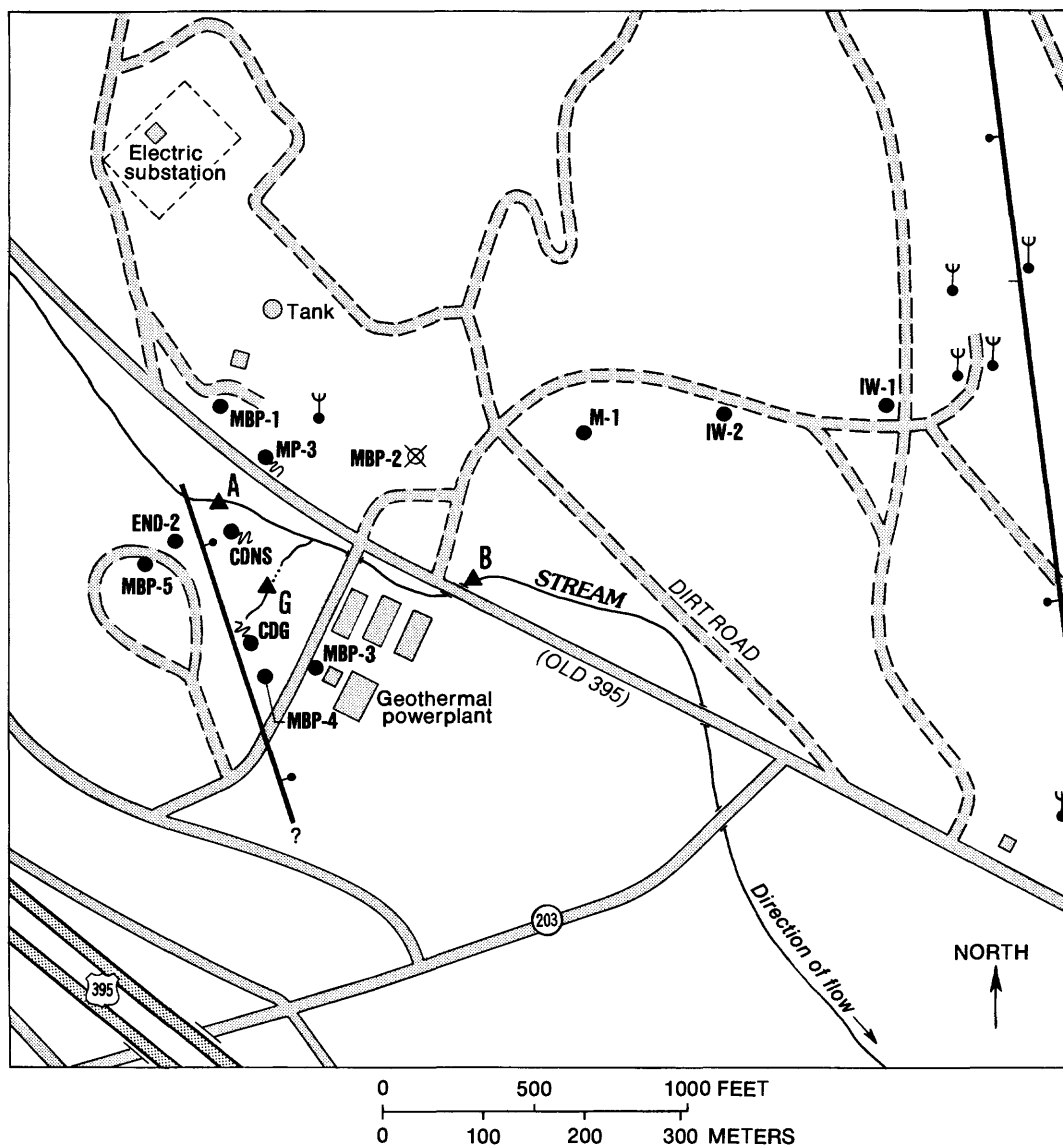 Electric
substation
Tank
MBP-1
IW-1
M-1
IW-2
MP-3
MBP-2
A
END-2
CDNS
B
MBP-5
STREAM
G
DIRT ROAD
CDG
(OLD 395)
MBP-3
Geothermal
powerplant
MBP-4
?
203
Direction of flow
NORTH
395
0 500 1000 FEET
0 100 200 300 METERS